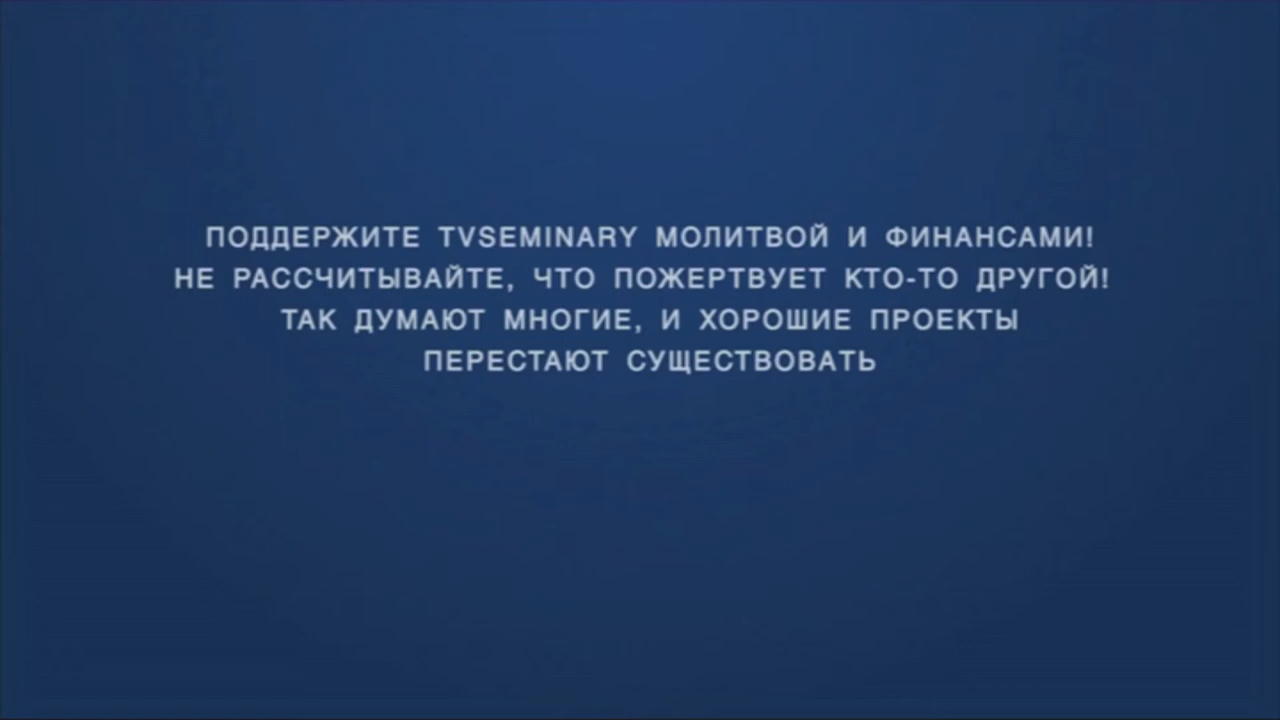 ПОДДЕРЖИТЕ TVSEMINARY МОЛИТВОЙ И ФИНАНСАМИ!
НЕ РАССЧИТЫВАЙТЕ, ЧТО ПОЖЕРТВУЕТ КТО-ТО ДРУГОЙ!
ТАК ДУМАЮТ МНОГИЕ, И ХОРОШИЕ ПРОЕКТЫ
ПЕРЕСТАЮТ СУЩЕСТВОВАТЬ